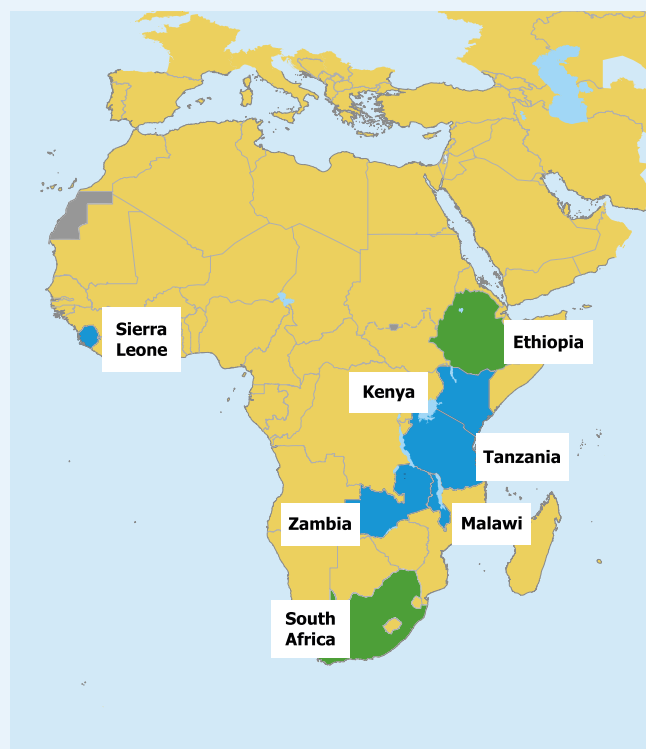 Sierra
Leone
Ethiopia
Kenya
Tanzania
Zambia
Malawi
South
Africa